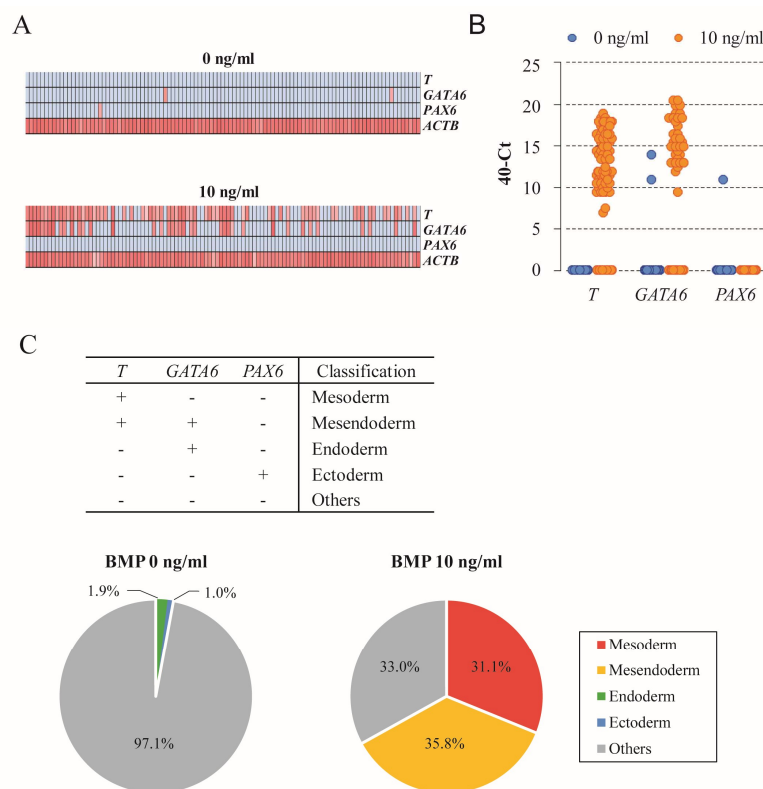 A
0 ng/ml
T
GATA6
PAX6
ACTB
10 ng/ml
T
GATA6
PAX6
ACTB
B
0 ng/ml 10 ng/ml
40-Ct
25
20
15
10
5
0
T GATA6 PAX6
C
T GATA6 PAX6 Classification
+ - - Mesoderm
+ + - Mesendoderm
- + - Endoderm
- - + Ectoderm
- - - Others
BMP 0 ng/ml
1.9% 1.0%
97.1%
BMP 10 ng/ml
33.0% 31.1%
35.8%
Mesoderm
Mesendoderm
Endoderm
Ectoderm
Others